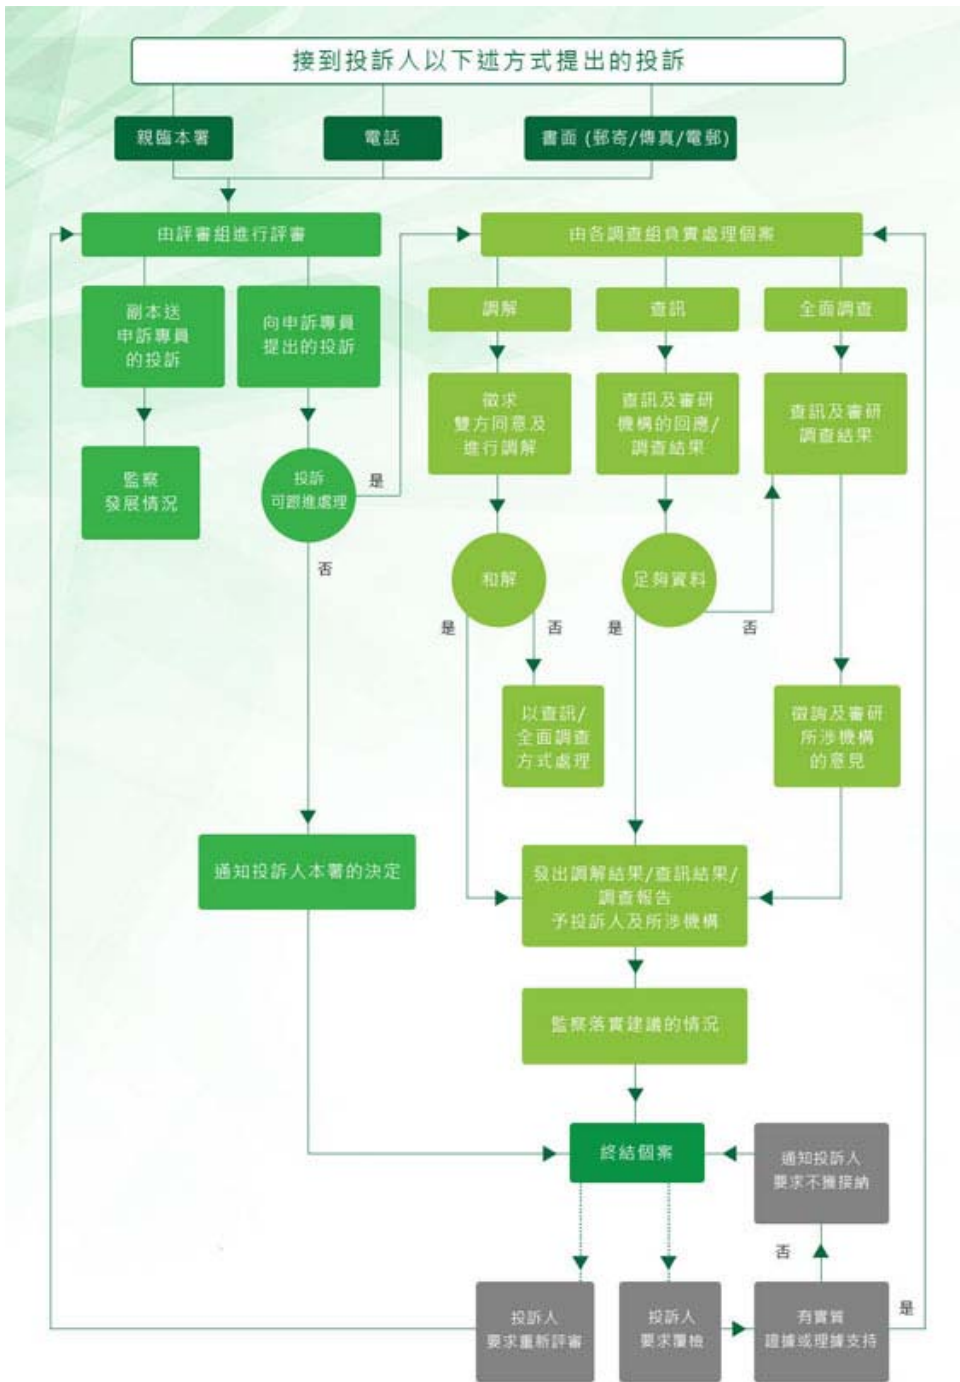 接到投訴人以下述方式提出的投訴
親臨本署
電話
書面 (郵寄/傳真/電郵)
由評審組進行評審
由各調查組負責處理個案
副本送
申訴專員
的投訴
向申訴專員
提出的投訴
調解
查訊
全面調查
徵求
雙方同意及
進行調解
查訊及審研
機構的回應/
調查結果
查訊及審研
調查結果
監察
發展情況
投訴
可跟進處理
是
否
和解
足夠資料
是
否
是
否
以查訊/
全面調查
方式處理
徵詢及審研
所涉機構
的意見
通知投訴人本署的決定
發出調解結果/查訊結果/
調查報告
予投訴人及所涉機構
監察落實建議的情況
終結個案
通知投訴人
要求不獲接納
否
投訴人
要求重新評審
投訴人
要求覆檢
有實質
證據或理據支持
是